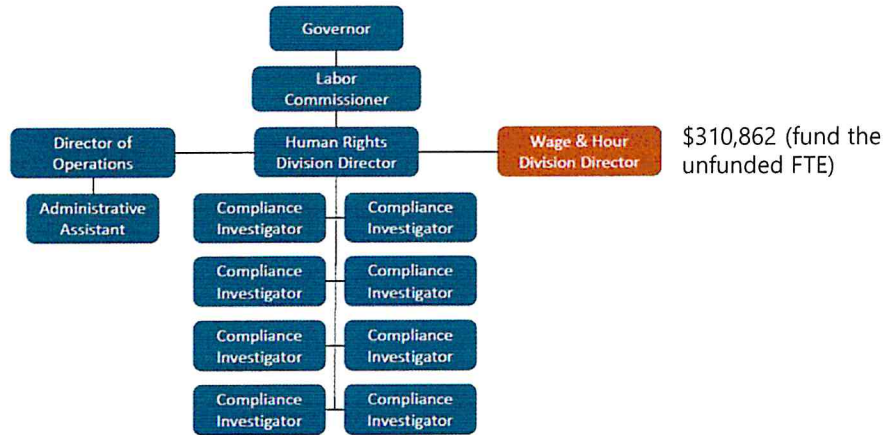 Governor
Labor
Commissioner
Director of
Operations
Human Rights
Division Director
Wage & Hour
Division Director
$310,862 (fund the
unfunded FTE)
Administrative
Assistant
Compliance
Investigator
Compliance
Investigator
Compliance
Investigator
Compliance
Investigator
Compliance
Investigator
Compliance
Investigator
Compliance
Investigator
Compliance
Investigator